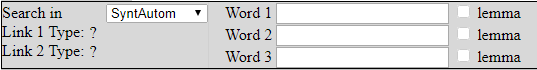 Search in SyntAutom Word 1 lemma
Link 1 Type: ? Word 2 lemma
Link 2 Type: ? Word 3 lemma